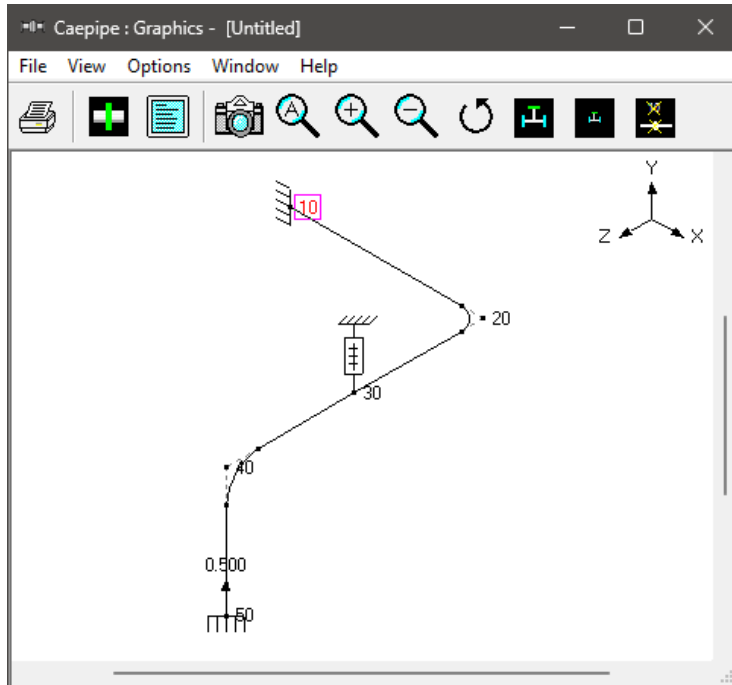 Caepipe : Graphics - [Untitled]
File View Options Window Help
A
Y
Z X
10
20
30
40
0.500
50